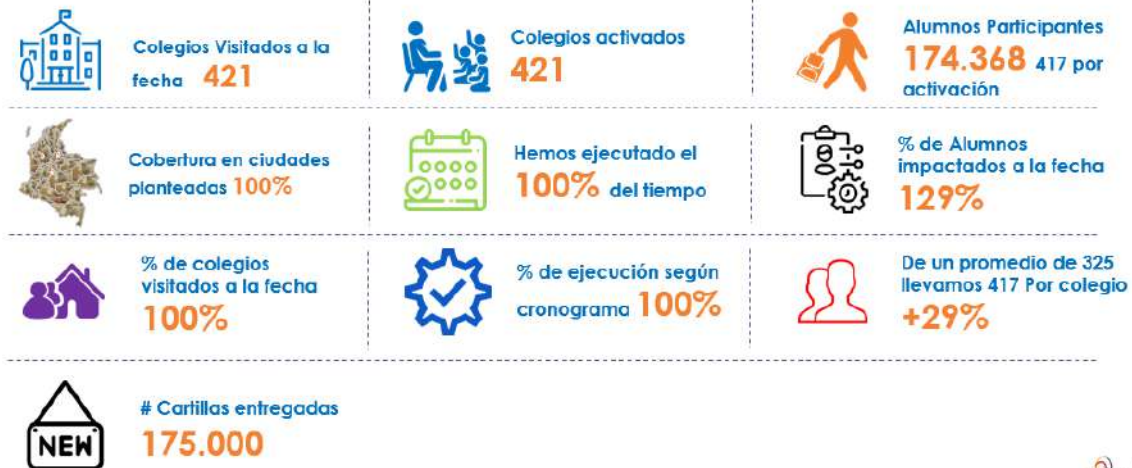 Colegios Visitados a la
fecha 421
Colegios activados
421
Alumnos Participantes
174.368 417 por
activación
Cobertura en ciudades
planteadas 100%
Hemos ejecutado el
100% del tiempo
% de Alumnos
impactados a la fecha
129%
% de colegios
visitados a la fecha
100%
% de ejecución según
cronograma 100%
De un promedio de 325
llevamos 417 Por colegio
+29%
NEW
# Cartillas entregadas
175.000